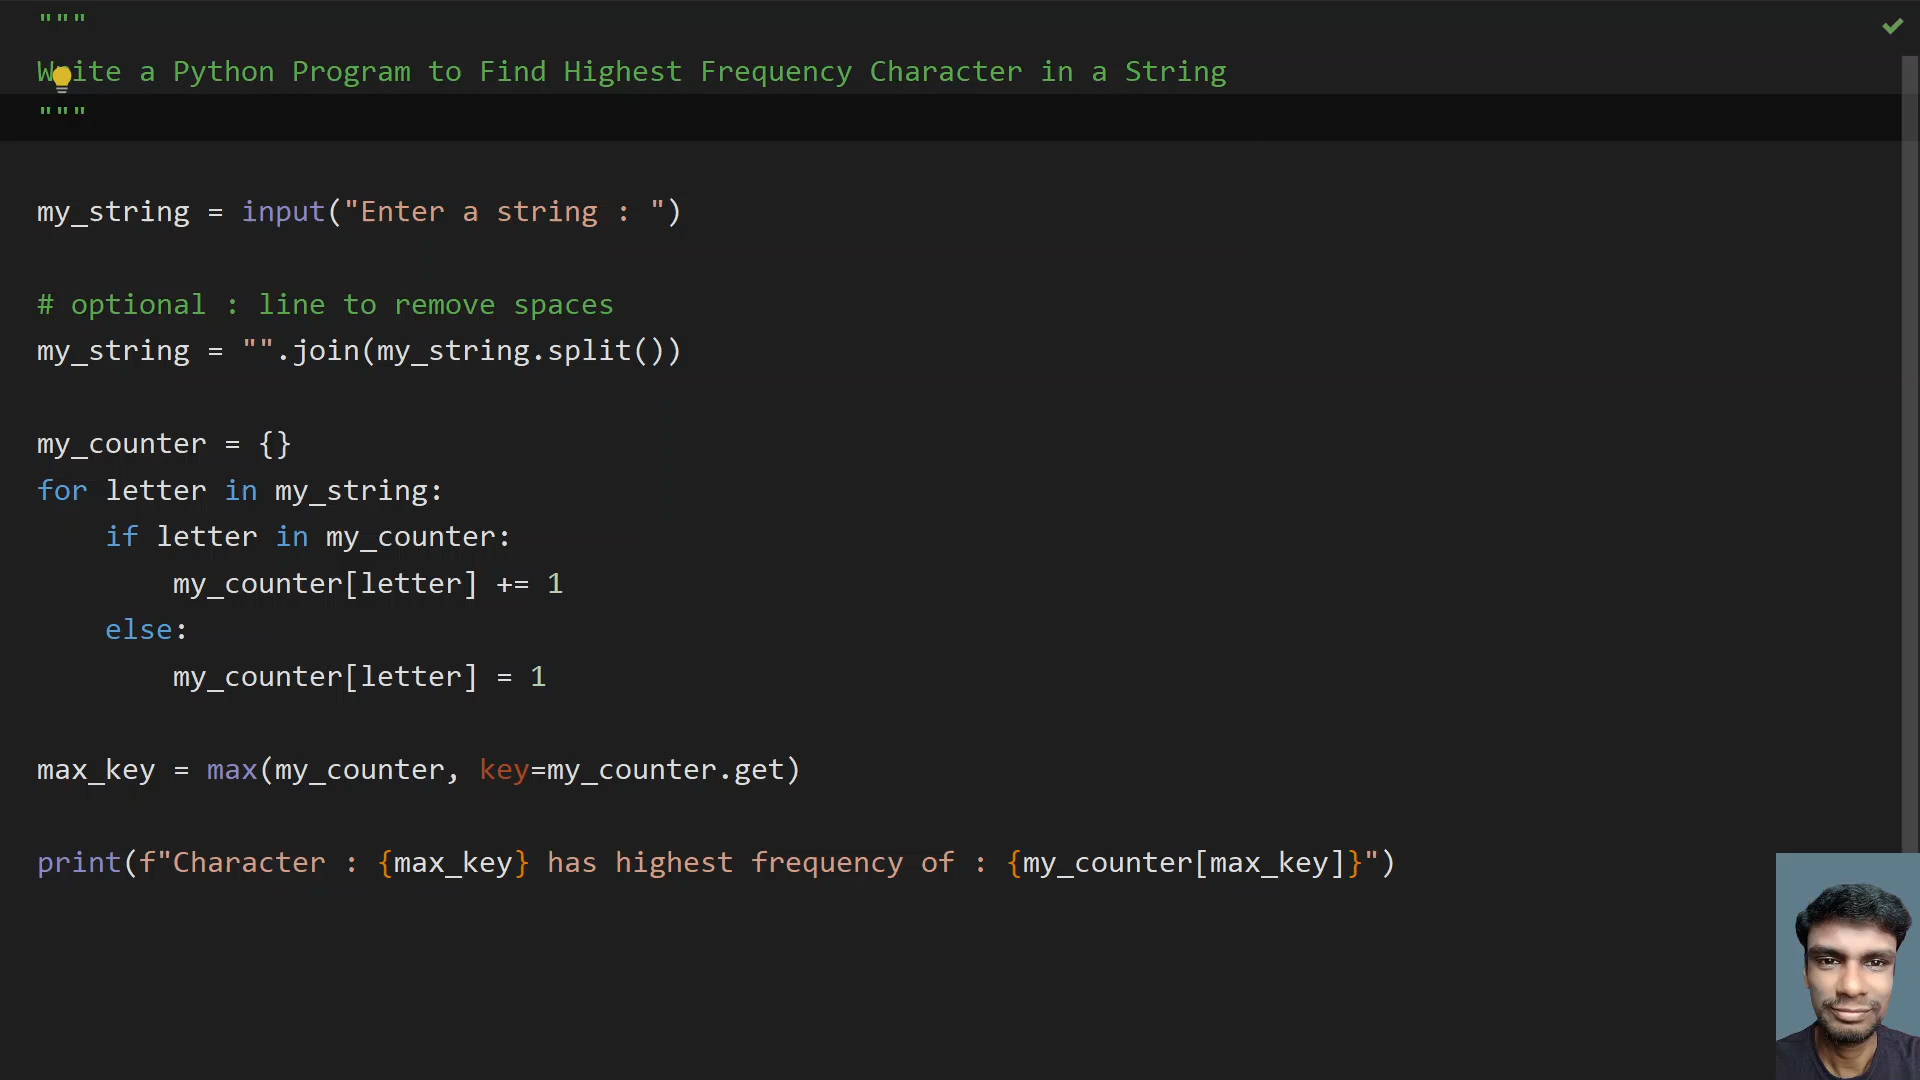 """
Write a Python Program to Find Highest Frequency Character in a String
"""
my_string = input("Enter a string : ")
# optional : line to remove spaces
my_string = "".join(my_string.split())
my_counter = {}
for letter in my_string:
    if letter in my_counter:
        my_counter[letter] += 1
    else:
        my_counter[letter] = 1
max_key = max(my_counter, key=my_counter.get)
print(f"Character : {max_key} has highest frequency of : {my_counter[max_key]}")